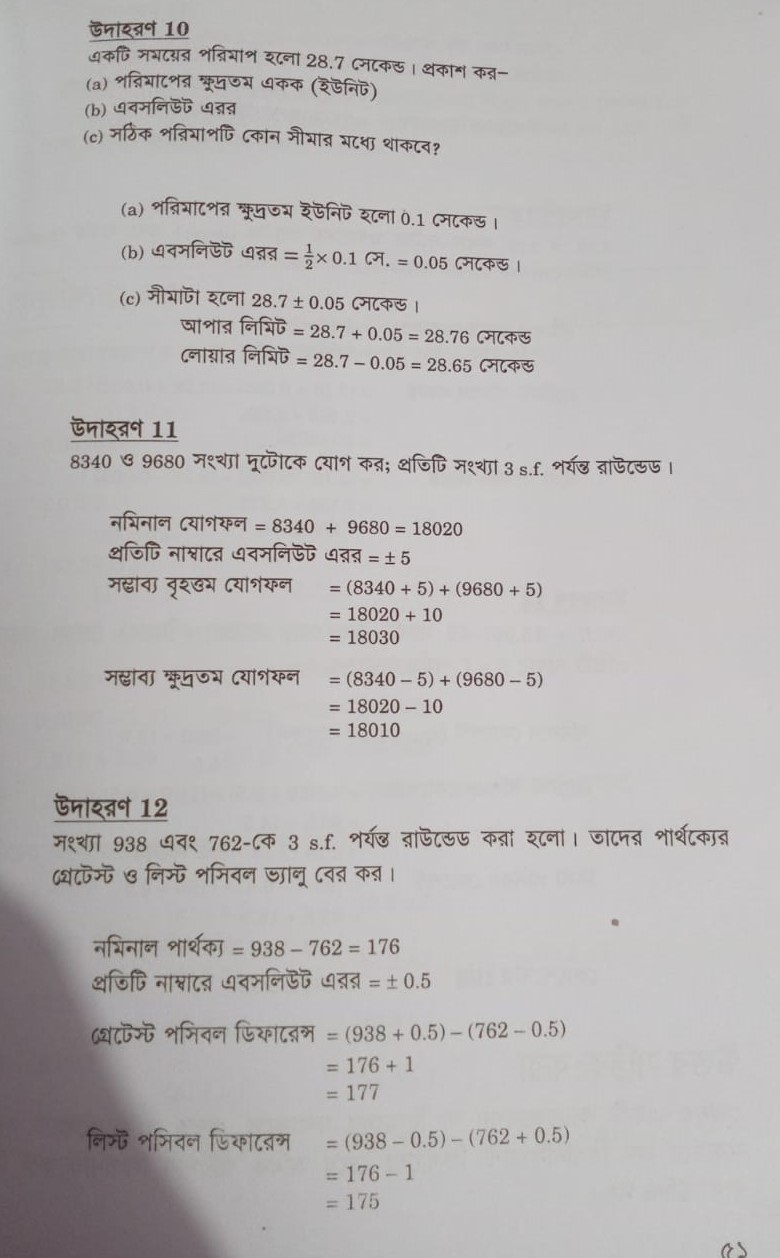 উদাহরণ 10
একটি সময়ের পরিমাপ হলো 28.7 সেকেন্ড। প্রকাশ কর–
(a) পরিমাপের ক্ষুদ্রতম একক (ইউনিট)
(b) এবসলিউট এরর
(c) সঠিক পরিমাপটি কোন সীমার মধ্যে থাকবে?
(a) পরিমাপের ক্ষুদ্রতম ইউনিট হলো 0.1 সেকেন্ড।
(b) এবসলিউট এরর = 1/2 × 0.1 সে. = 0.05 সেকেন্ড।
(c) সীমাটা হলো 28.7 ± 0.05 সেকেন্ড।
আপার লিমিট = 28.7 + 0.05 = 28.76 সেকেন্ড
লোয়ার লিমিট = 28.7 – 0.05 = 28.65 সেকেন্ড
উদাহরণ 11
8340 ও 9680 সংখ্যা দুটোকে যোগ কর; প্রতিটি সংখ্যা 3 s.f. পর্যন্ত রাউন্ডেড।
নমিনাল যোগফল = 8340 + 9680 = 18020
প্রতিটি নাম্বারে এবসলিউট এরর = ± 5
সম্ভাব্য বৃহত্তম যোগফল = (8340 + 5) + (9680 + 5)
= 18020 + 10
= 18030
সম্ভাব্য ক্ষুদ্রতম যোগফল = (8340 – 5) + (9680 – 5)
= 18020 – 10
= 18010
উদাহরণ 12
সংখ্যা 938 এবং 762-কে 3 s.f. পর্যন্ত রাউন্ডেড করা হলো। তাদের পার্থক্যের
গ্রেটেস্ট ও লিস্ট পসিবল ভ্যালু বের কর।
নমিনাল পার্থক্য = 938 – 762 = 176
প্রতিটি নাম্বারে এবসলিউট এরর = ± 0.5
গ্রেটেস্ট পসিবল ডিফারেন্স = (938 + 0.5) – (762 – 0.5)
= 176 + 1
= 177
লিস্ট পসিবল ডিফারেন্স = (938 – 0.5) – (762 + 0.5)
= 176 – 1
= 175
৫১